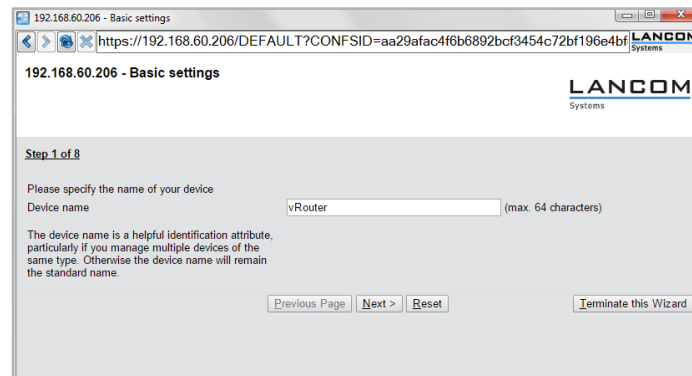 192.168.60.206 - Basic settings
https://192.168.60.206/DEFAULT?CONFSID=aa29afac4f6b6892bcf3454c72bf196e4bf
LANCOM
Systems
192.168.60.206 - Basic settings
LANCOM
Systems
Step 1 of 8
Please specify the name of your device
Device name vRouter (max. 64 characters)
The device name is a helpful identification attribute,
particularly if you manage multiple devices of the
same type. Otherwise the device name will remain
the standard name.
Previous Page Next > Reset Terminate this Wizard